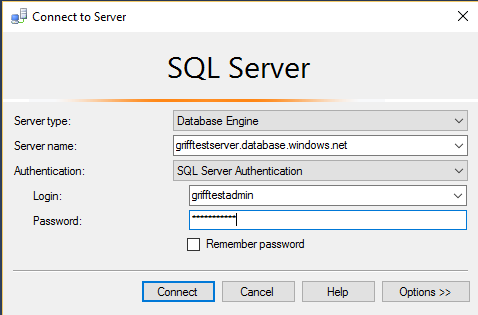 Connect to Server
SQL Server
Server type: Database Engine
Server name: grifftestserver.database.windows.net
Authentication: SQL Server Authentication
Login: grifftestadmin
Password: ***********
Remember password
Connect Cancel Help Options >>